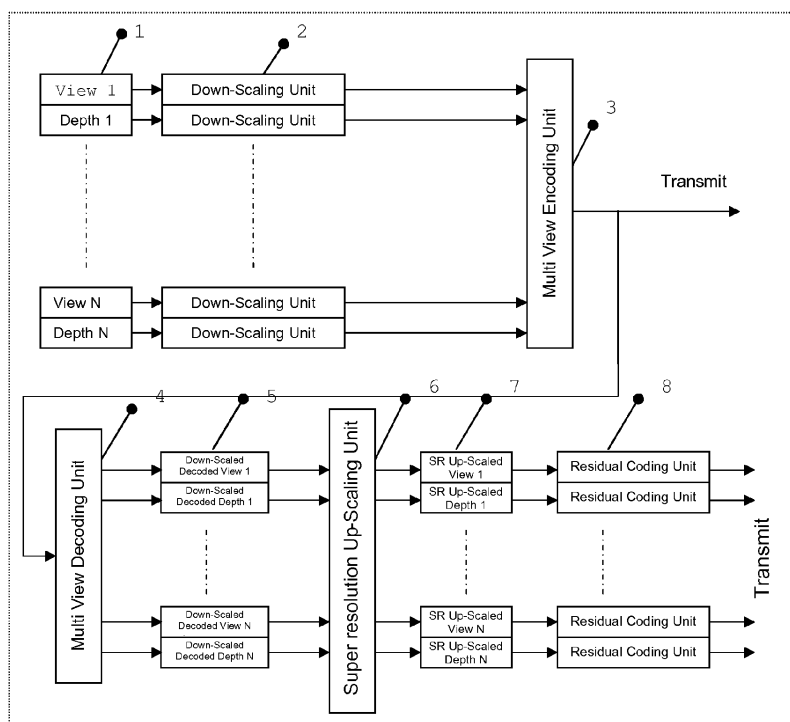 1
2
3
View 1
Down-Scaling Unit
Depth 1
Down-Scaling Unit
Multi View Encoding Unit
Transmit
View N
Down-Scaling Unit
Depth N
Down-Scaling Unit
4
5
6
7
8
Multi View Decoding Unit
Down-Scaled
Decoded View 1
Down-Scaled
Decoded Depth 1
Super resolution Up-Scaling Unit
SR Up-Scaled
View 1
SR Up-Scaled
Depth 1
Residual Coding Unit
Residual Coding Unit
Transmit
Down-Scaled
Decoded View N
Down-Scaled
Decoded Depth N
SR Up-Scaled
View N
SR Up-Scaled
Depth N
Residual Coding Unit
Residual Coding Unit